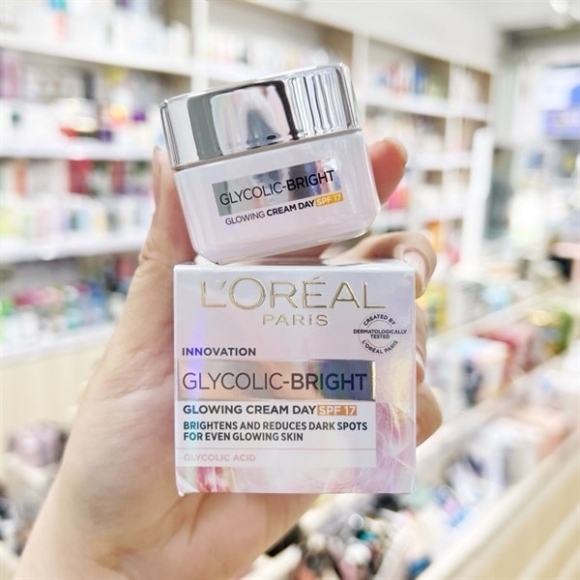 GLYCOLIC-BRIGHT
GLOWING CREAM DAY SPF 17
L'ORÉAL
PARIS
CREATED BY
DERMATOLOGICALLY
TESTED
L'ORÉAL PARIS
INNOVATION
GLYCOLIC-BRIGHT
GLOWING CREAM DAY SPF 17
BRIGHTENS AND REDUCES DARK SPOTS
FOR EVEN GLOWING SKIN
GLYCOLIC ACID